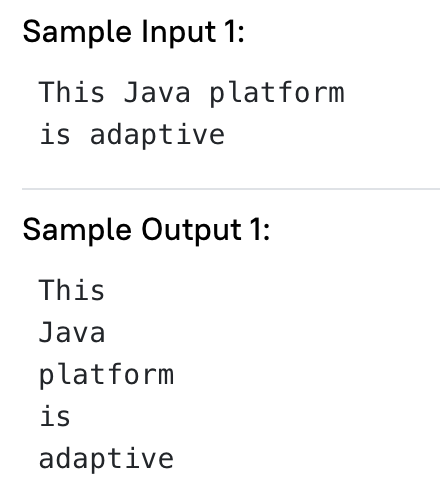 Sample Input 1:
This Java platform
is adaptive
Sample Output 1:
This
Java
platform
is
adaptive